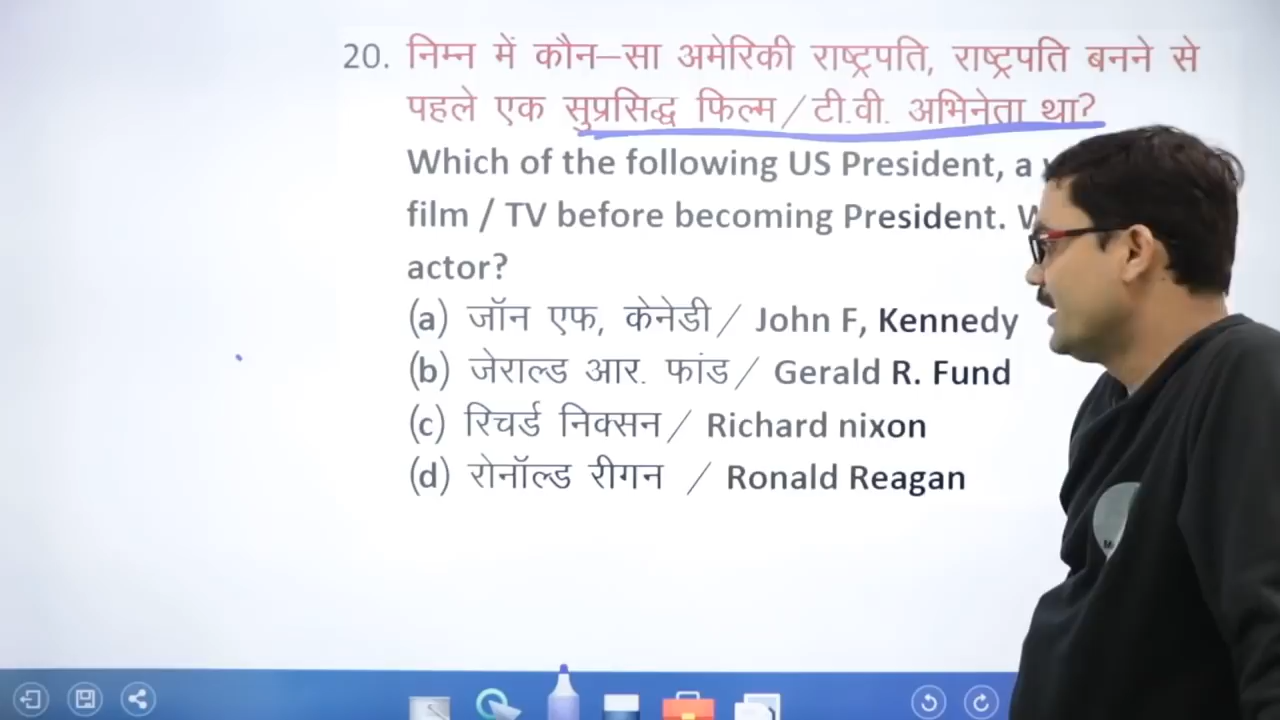 20. निम्न में कौन–सा अमेरिकी राष्ट्रपति, राष्ट्रपति बनने से
पहले एक सुप्रसिद्ध फिल्म/टी.वी. अभिनेता था?
Which of the following US President, a
film / TV before becoming President.
actor?
(a) जॉन एफ, केनेडी/ John F, Kennedy
(b) जेराल्ड आर. फांड/ Gerald R. Fund
(c) रिचर्ड निक्सन/ Richard nixon
(d) रोनॉल्ड रीगन / Ronald Reagan